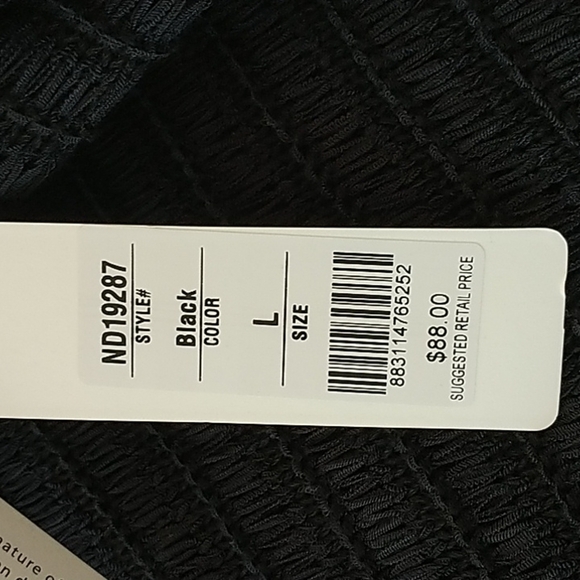 ND19287
STYLE#
Black
COLOR
L
SIZE
883114765252
$88.00
SUGGESTED RETAIL PRICE